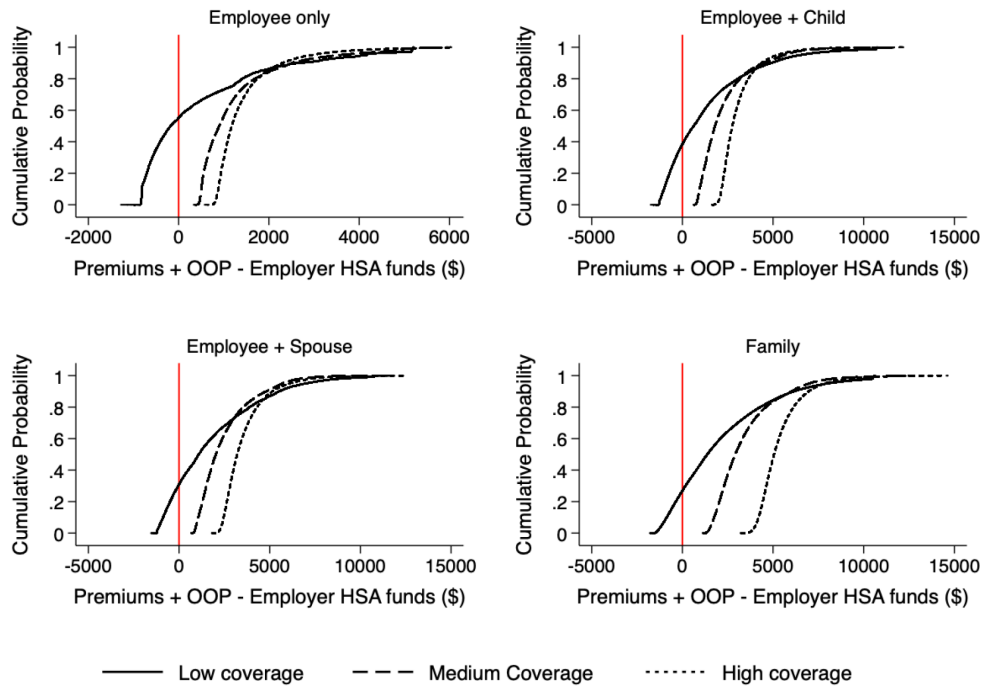 Employee only
Cumulative Probability
1
.8
.6
.4
.2
0
-2000 0 2000 4000 6000
Premiums + OOP - Employer HSA funds ($)
Employee + Child
Cumulative Probability
1
.8
.6
.4
.2
0
-5000 0 5000 10000 15000
Premiums + OOP - Employer HSA funds ($)
Employee + Spouse
Cumulative Probability
1
.8
.6
.4
.2
0
-5000 0 5000 10000 15000
Premiums + OOP - Employer HSA funds ($)
Family
Cumulative Probability
1
.8
.6
.4
.2
0
-5000 0 5000 10000 15000
Premiums + OOP - Employer HSA funds ($)
Low coverage Medium Coverage High coverage